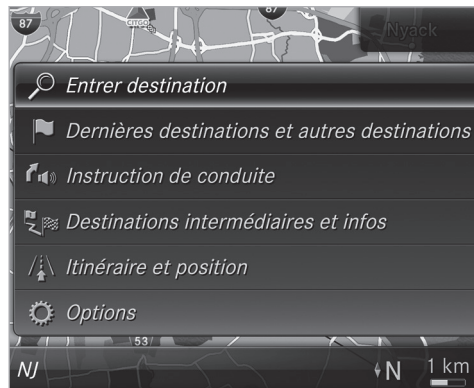 87
CITGO
87
Nyack
Entrer destination
Dernières destinations et autres destinations
Instruction de conduite
Destinations intermédiaires et infos
Itinéraire et position
Options
53
NJ
N
1 km